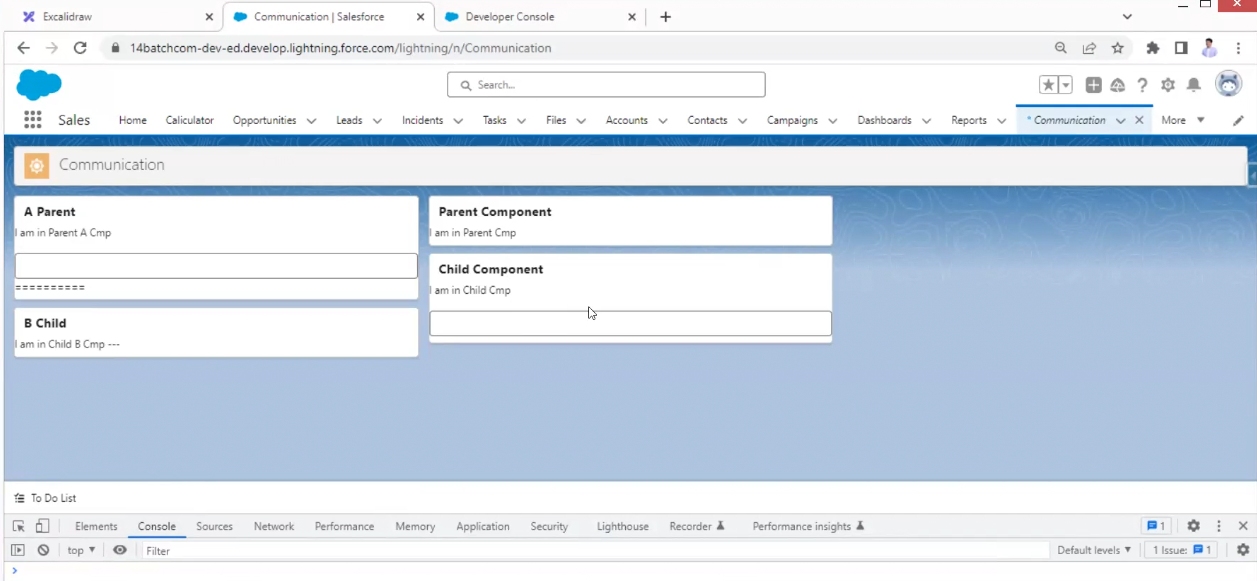 Excalidraw
Communication | Salesforce
Developer Console
14batchcom-dev-ed.develop.lightning.force.com/lightning/n/Communication
Search...
Sales
Home
Calculator
Opportunities
Leads
Incidents
Tasks
Files
Accounts
Contacts
Campaigns
Dashboards
Reports
* Communication
More
Communication
A Parent
I am in Parent A Cmp
==========
B Child
I am in Child B Cmp ---
Parent Component
I am in Parent Cmp
Child Component
I am in Child Cmp
To Do List
Elements
Console
Sources
Network
Performance
Memory
Application
Security
Lighthouse
Recorder
Performance insights
1
top
Filter
Default levels
1 Issue: 1